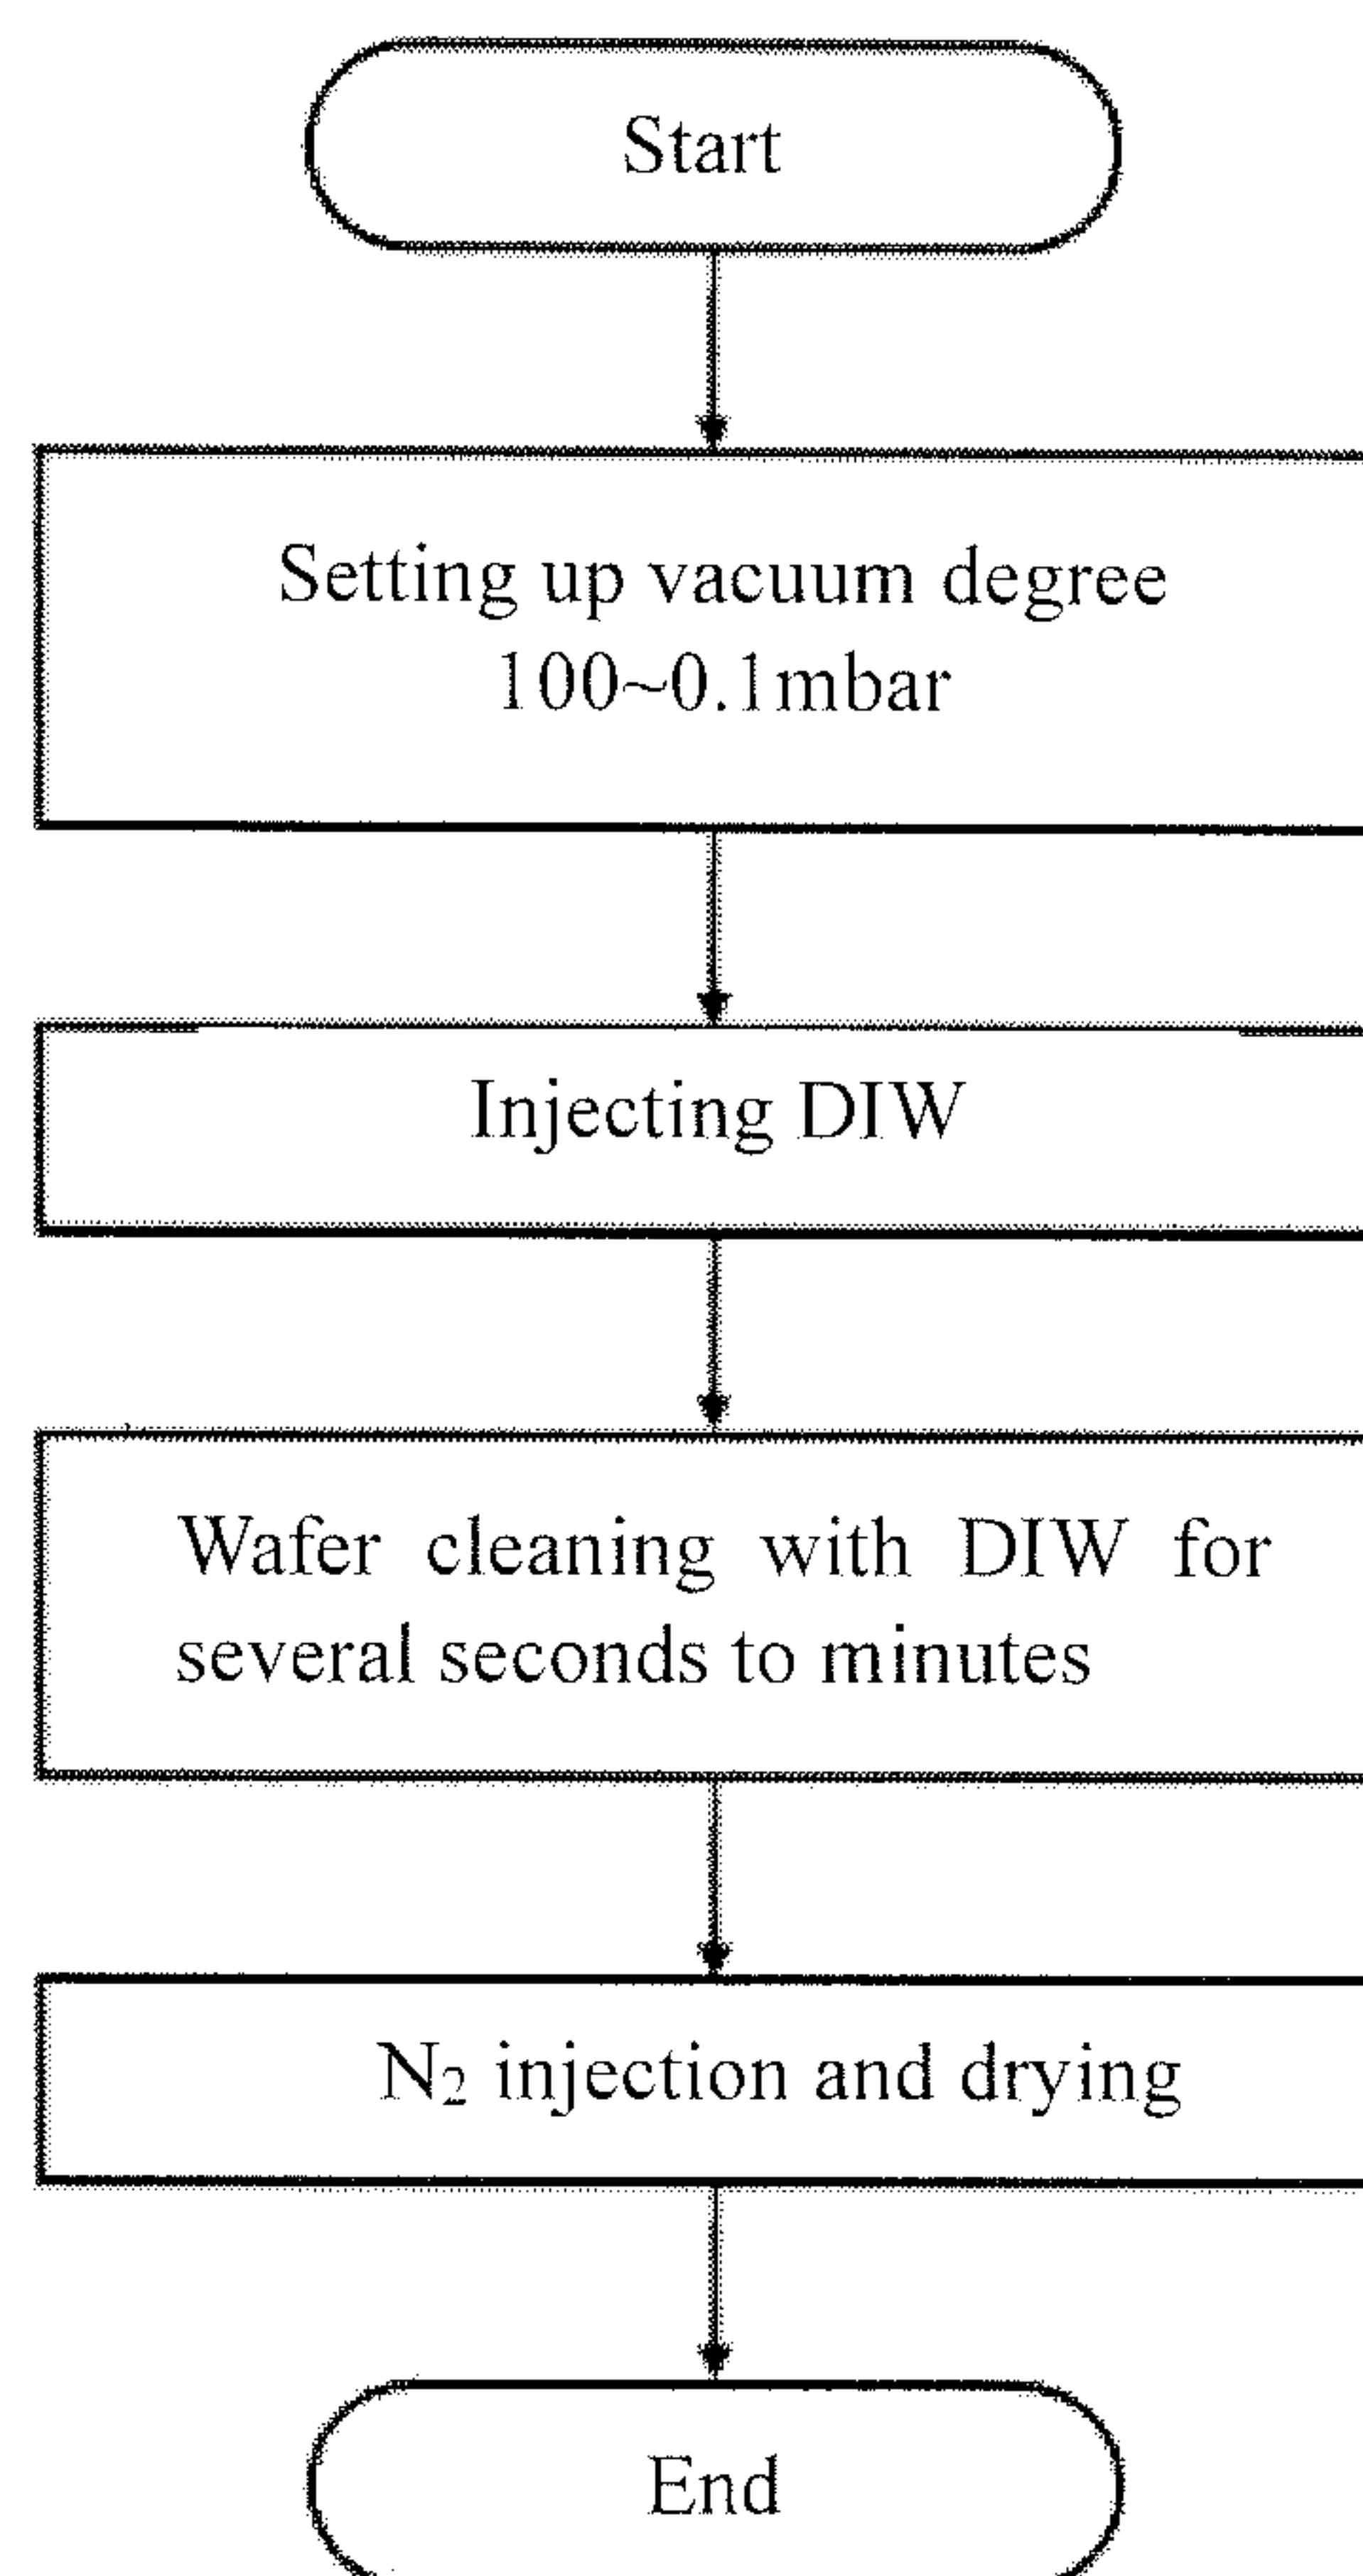 Start
Setting up vacuum degree
100~0.1mbar
Injecting DIW
Wafer cleaning with DIW for
several seconds to minutes
N₂ injection and drying
End